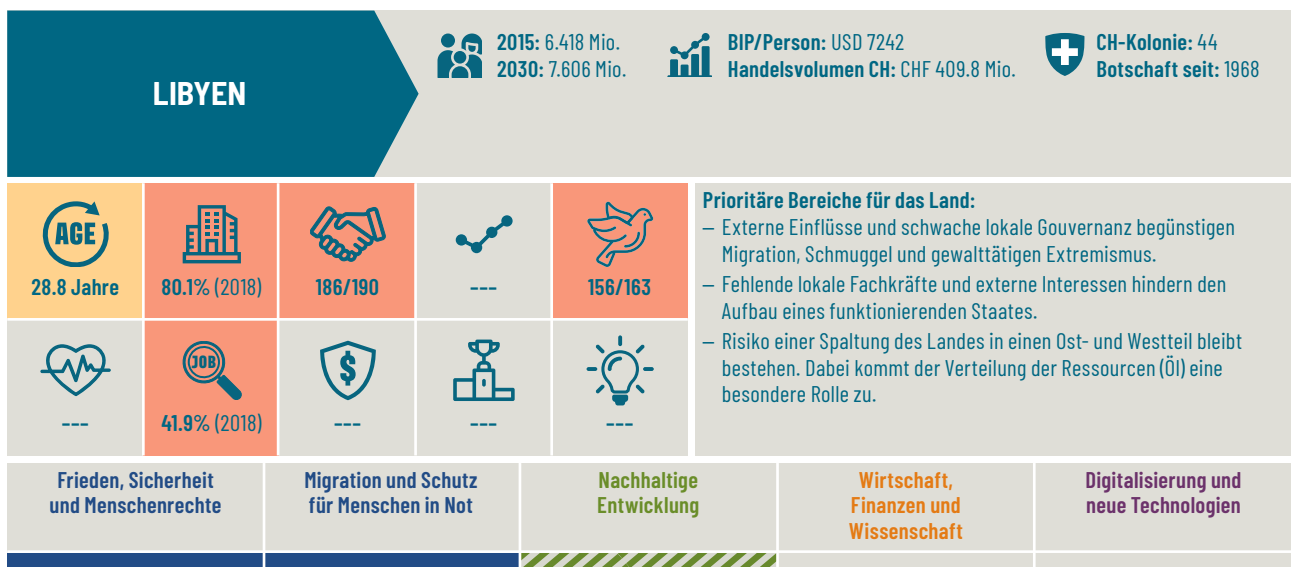 LIBYEN
2015: 6.418 Mio.
2030: 7.606 Mio.
BIP/Person: USD 7242
Handelsvolumen CH: CHF 409.8 Mio.
CH-Kolonie: 44
Botschaft seit: 1968
AGE
28.8 Jahre
80.1% (2018)
186/190
---
156/163
---
JOB
41.9% (2018)
$
---
---
---
Prioritäre Bereiche für das Land:
– Externe Einflüsse und schwache lokale Gouvernanz begünstigen
Migration, Schmuggel und gewalttätigen Extremismus.
– Fehlende lokale Fachkräfte und externe Interessen hindern den
Aufbau eines funktionierenden Staates.
– Risiko einer Spaltung des Landes in einen Ost- und Westteil bleibt
bestehen. Dabei kommt der Verteilung der Ressourcen (Öl) eine
besondere Rolle zu.
Frieden, Sicherheit
und Menschenrechte
Migration und Schutz
für Menschen in Not
Nachhaltige
Entwicklung
Wirtschaft,
Finanzen und
Wissenschaft
Digitalisierung und
neue Technologien